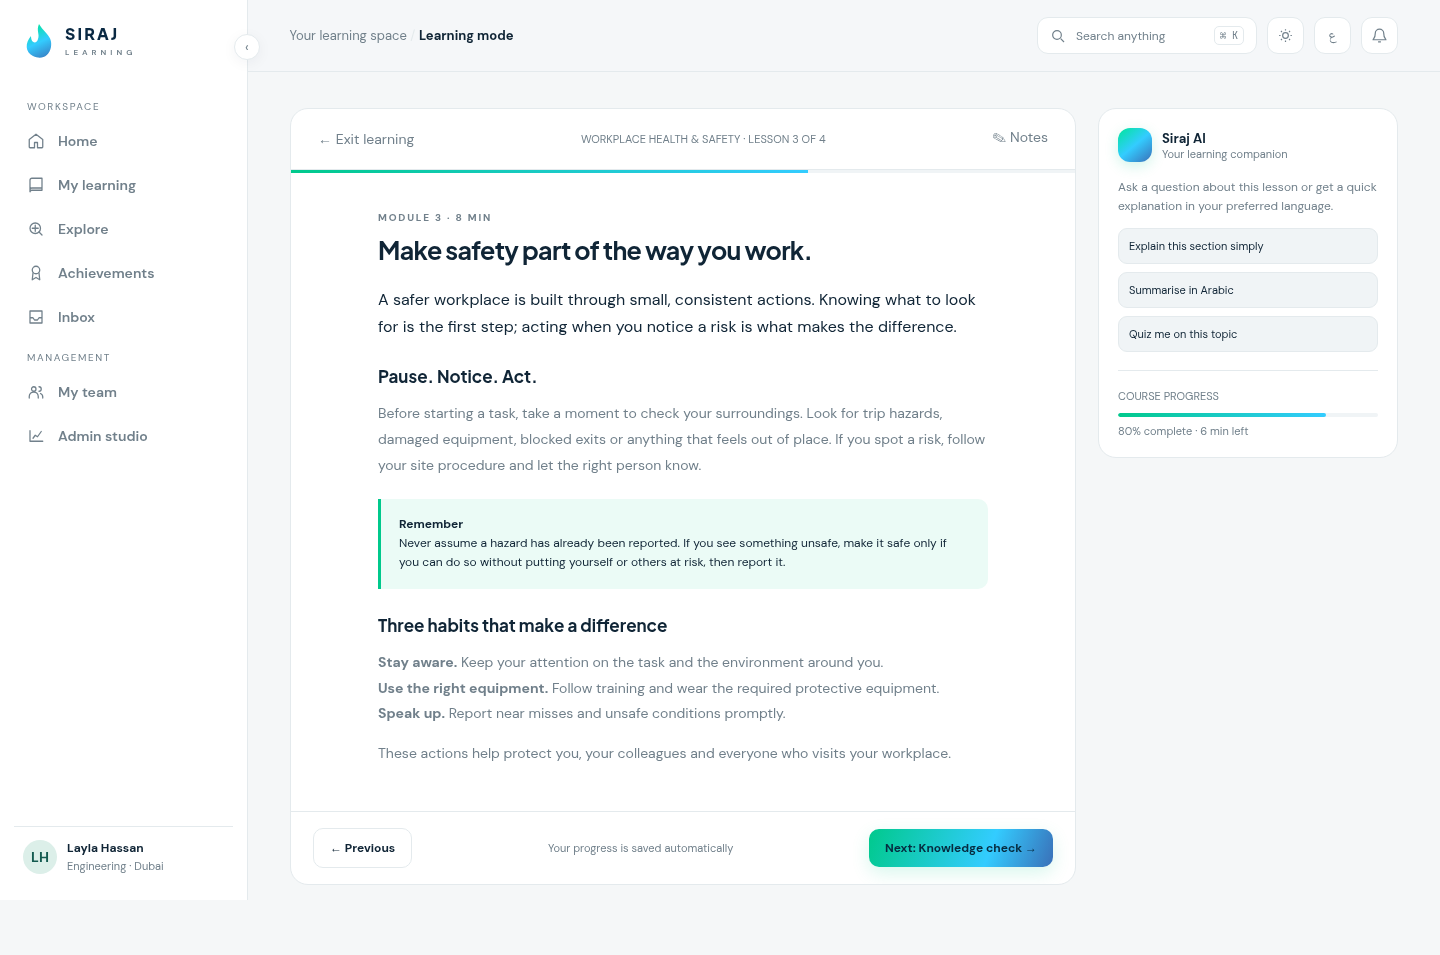 SIRAJ
LEARNING
‹
WORKSPACE
Home
My learning
Explore
Achievements
Inbox
MANAGEMENT
My team
Admin studio
LH
Layla Hassan
Engineering · Dubai
Your learning space / Learning mode
Search anything
⌘ K
ع
← Exit learning
WORKPLACE HEALTH & SAFETY · LESSON 3 OF 4
✎ Notes
MODULE 3 · 8 MIN
Make safety part of the way you work.
A safer workplace is built through small, consistent actions. Knowing what to look
for is the first step; acting when you notice a risk is what makes the difference.
Pause. Notice. Act.
Before starting a task, take a moment to check your surroundings. Look for trip hazards,
damaged equipment, blocked exits or anything that feels out of place. If you spot a risk, follow
your site procedure and let the right person know.
Remember
Never assume a hazard has already been reported. If you see something unsafe, make it safe only if
you can do so without putting yourself or others at risk, then report it.
Three habits that make a difference
Stay aware. Keep your attention on the task and the environment around you.
Use the right equipment. Follow training and wear the required protective equipment.
Speak up. Report near misses and unsafe conditions promptly.
These actions help protect you, your colleagues and everyone who visits your workplace.
← Previous
Your progress is saved automatically
Next: Knowledge check →
Siraj AI
Your learning companion
Ask a question about this lesson or get a quick
explanation in your preferred language.
Explain this section simply
Summarise in Arabic
Quiz me on this topic
COURSE PROGRESS
80% complete · 6 min left